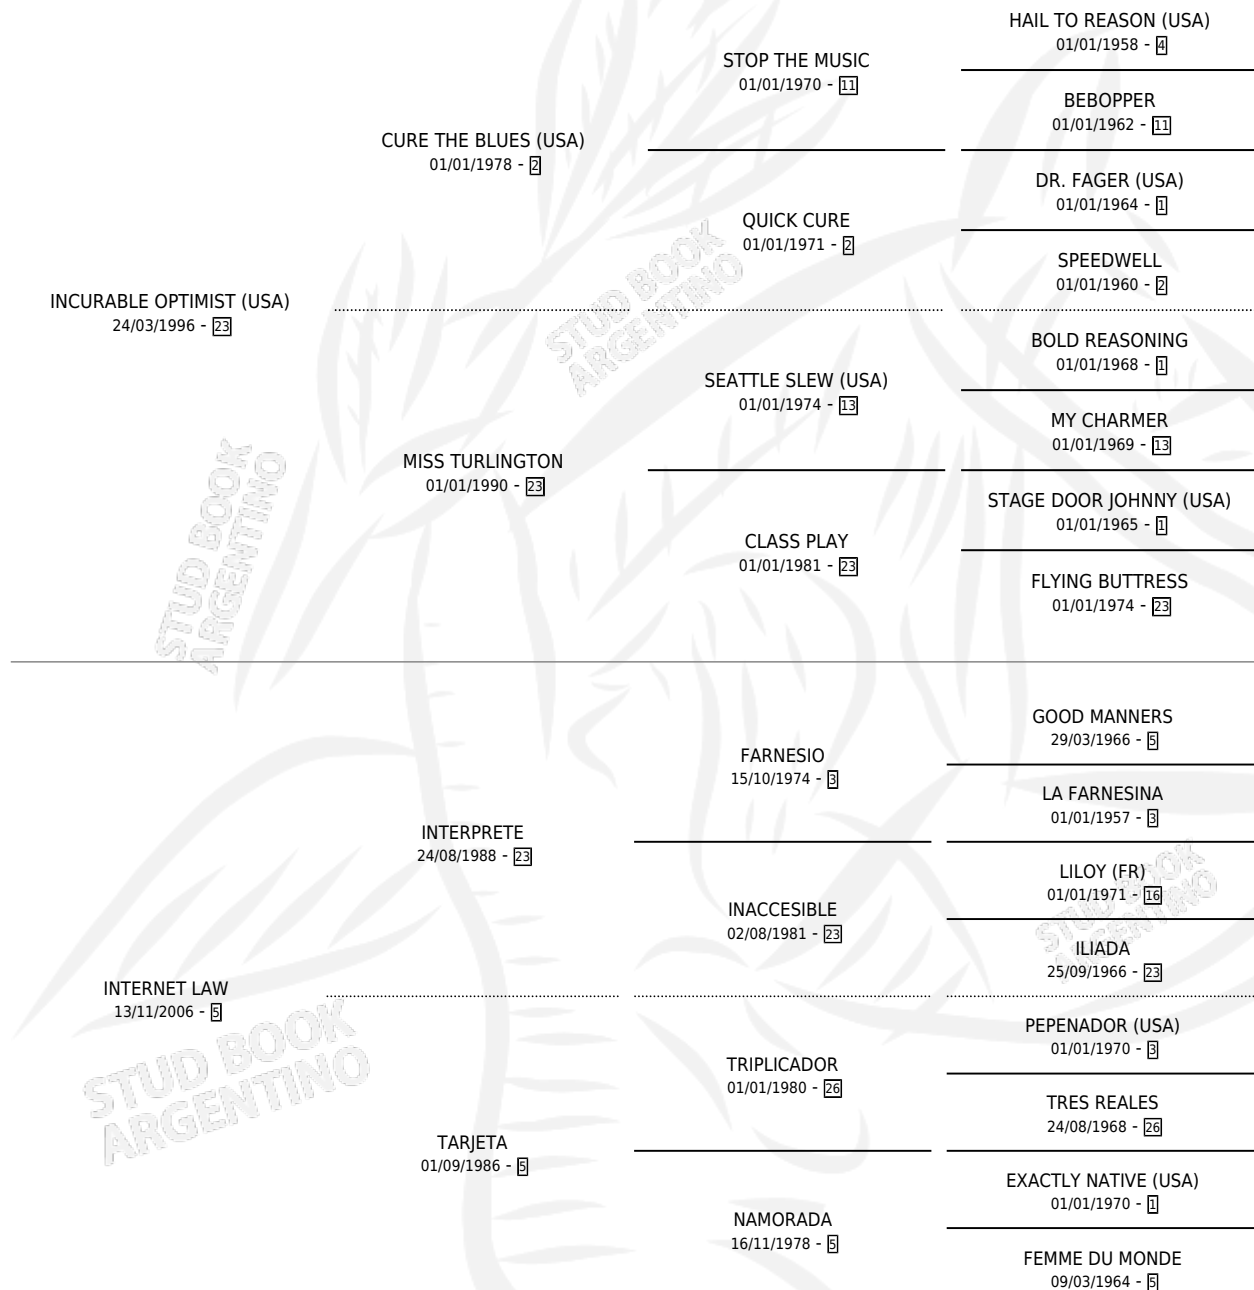 HAIL TO REASON (USA)
01/01/1958 - 4
STOP THE MUSIC
01/01/1970 - 11
BEBOPPER
01/01/1962 - 11
CURE THE BLUES (USA)
01/01/1978 - 2
DR. FAGER (USA)
01/01/1964 - 1
QUICK CURE
01/01/1971 - 2
SPEEDWELL
01/01/1960 - 2
INCURABLE OPTIMIST (USA)
24/03/1996 - 23
BOLD REASONING
01/01/1968 - 1
SEATTLE SLEW (USA)
01/01/1974 - 13
MY CHARMER
01/01/1969 - 13
MISS TURLINGTON
01/01/1990 - 23
STAGE DOOR JOHNNY (USA)
01/01/1965 - 1
CLASS PLAY
01/01/1981 - 23
FLYING BUTTRESS
01/01/1974 - 23
GOOD MANNERS
29/03/1966 - 5
FARNESIO
15/10/1974 - 3
LA FARNESINA
01/01/1957 - 3
INTERPRETE
24/08/1988 - 23
LILOY (FR)
01/01/1971 - 16
INACCESIBLE
02/08/1981 - 23
ILIADA
25/09/1966 - 23
INTERNET LAW
13/11/2006 - 5
PEPENADOR (USA)
01/01/1970 - 3
TRIPLICADOR
01/01/1980 - 26
TRES REALES
24/08/1968 - 26
TARJETA
01/09/1986 - 5
EXACTLY NATIVE (USA)
01/01/1970 - 1
NAMORADA
16/11/1978 - 5
FEMME DU MONDE
09/03/1964 - 5
STUD BOOK
ARGENTINO
STUD BOOK
ARGENTINO
STUD BOOK
ARGENTINO
STUD BOOK
ARGENTINO